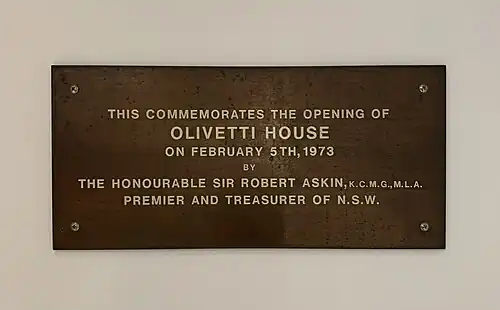 THIS COMMEMORATES THE OPENING OF
OLIVETTI HOUSE
ON FEBRUARY 5TH, 1973
BY
THE HONOURABLE SIR ROBERT ASKIN, K.C.M.G., M.L.A.
PREMIER AND TREASURER OF N.S.W.